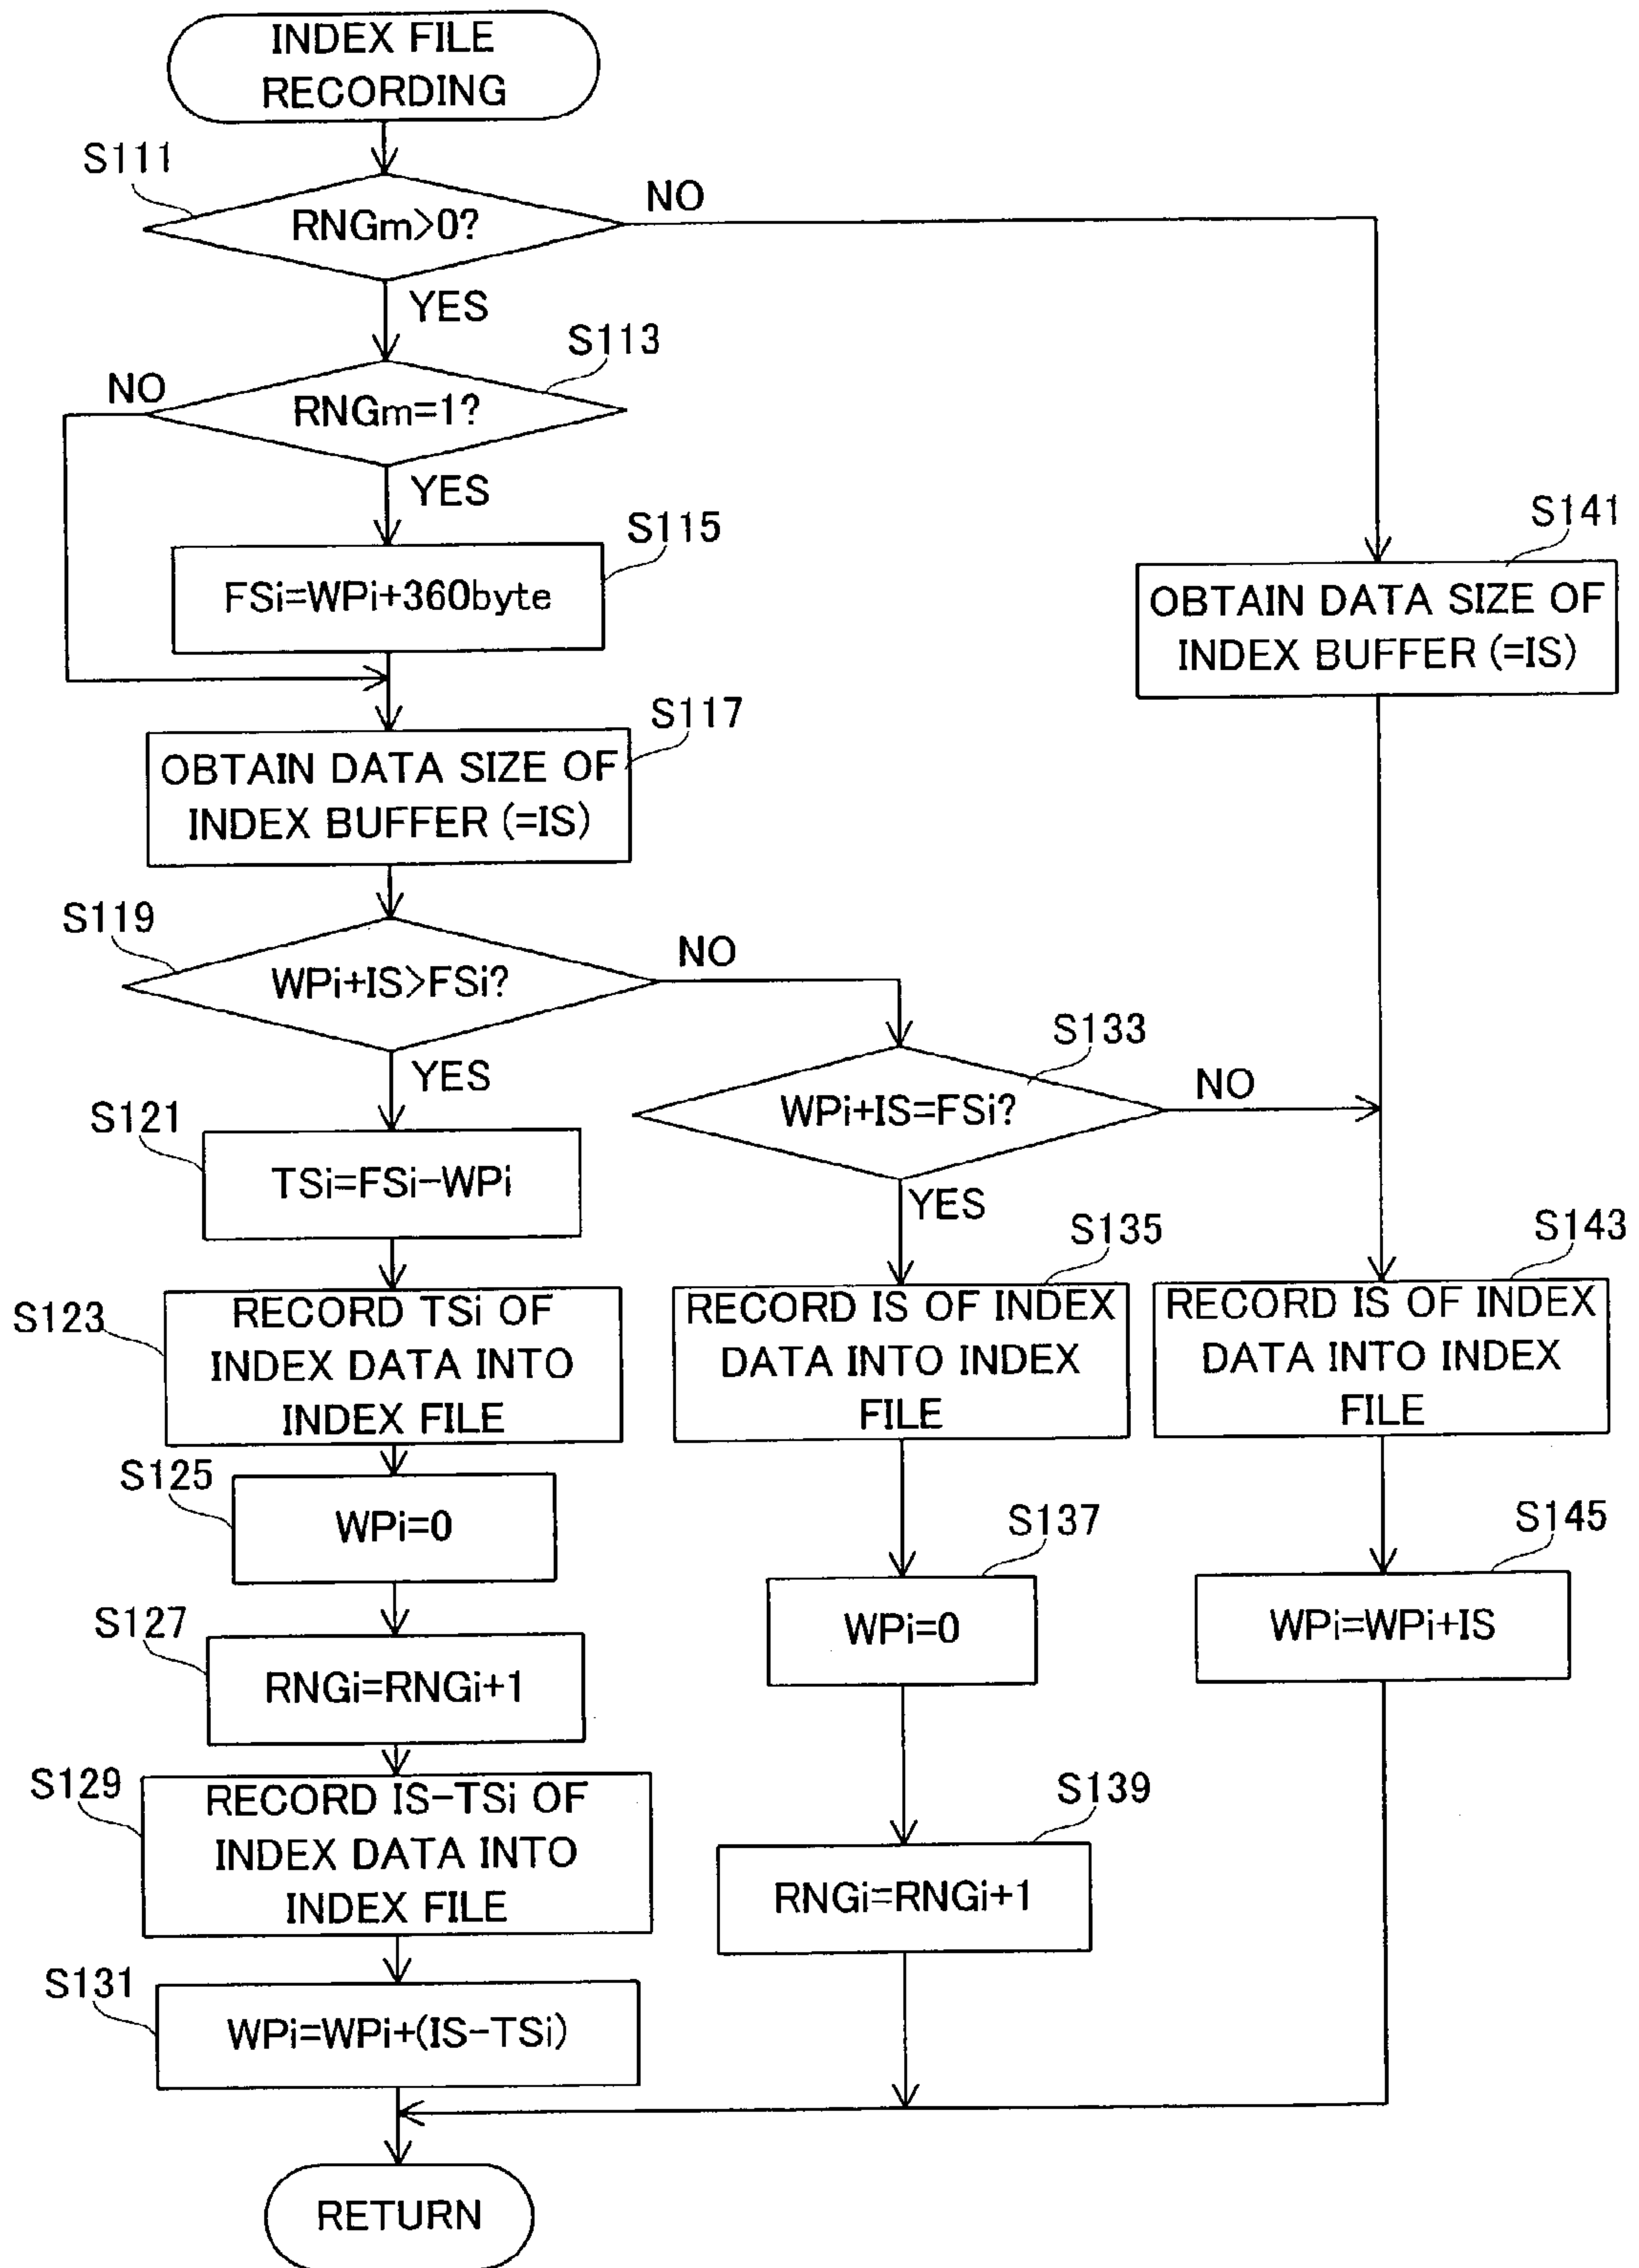 INDEX FILE
RECORDING
S111
RNGm>0?
NO
YES
S113
NO
RNGm=1?
YES
S115
FSi=WPi+360byte
S141
OBTAIN DATA SIZE OF
INDEX BUFFER (=IS)
S117
OBTAIN DATA SIZE OF
INDEX BUFFER (=IS)
S119
WPi+IS>FSi?
NO
YES
S133
WPi+IS=FSi?
NO
YES
S121
TSi=FSi-WPi
S123
RECORD TSi OF
INDEX DATA INTO
INDEX FILE
S135
RECORD IS OF INDEX
DATA INTO INDEX
FILE
S143
RECORD IS OF INDEX
DATA INTO INDEX
FILE
S125
WPi=0
S137
WPi=0
S145
WPi=WPi+IS
S127
RNGi=RNGi+1
S129
RECORD IS-TSi OF
INDEX DATA INTO
INDEX FILE
S139
RNGi=RNGi+1
S131
WPi=WPi+(IS-TSi)
RETURN